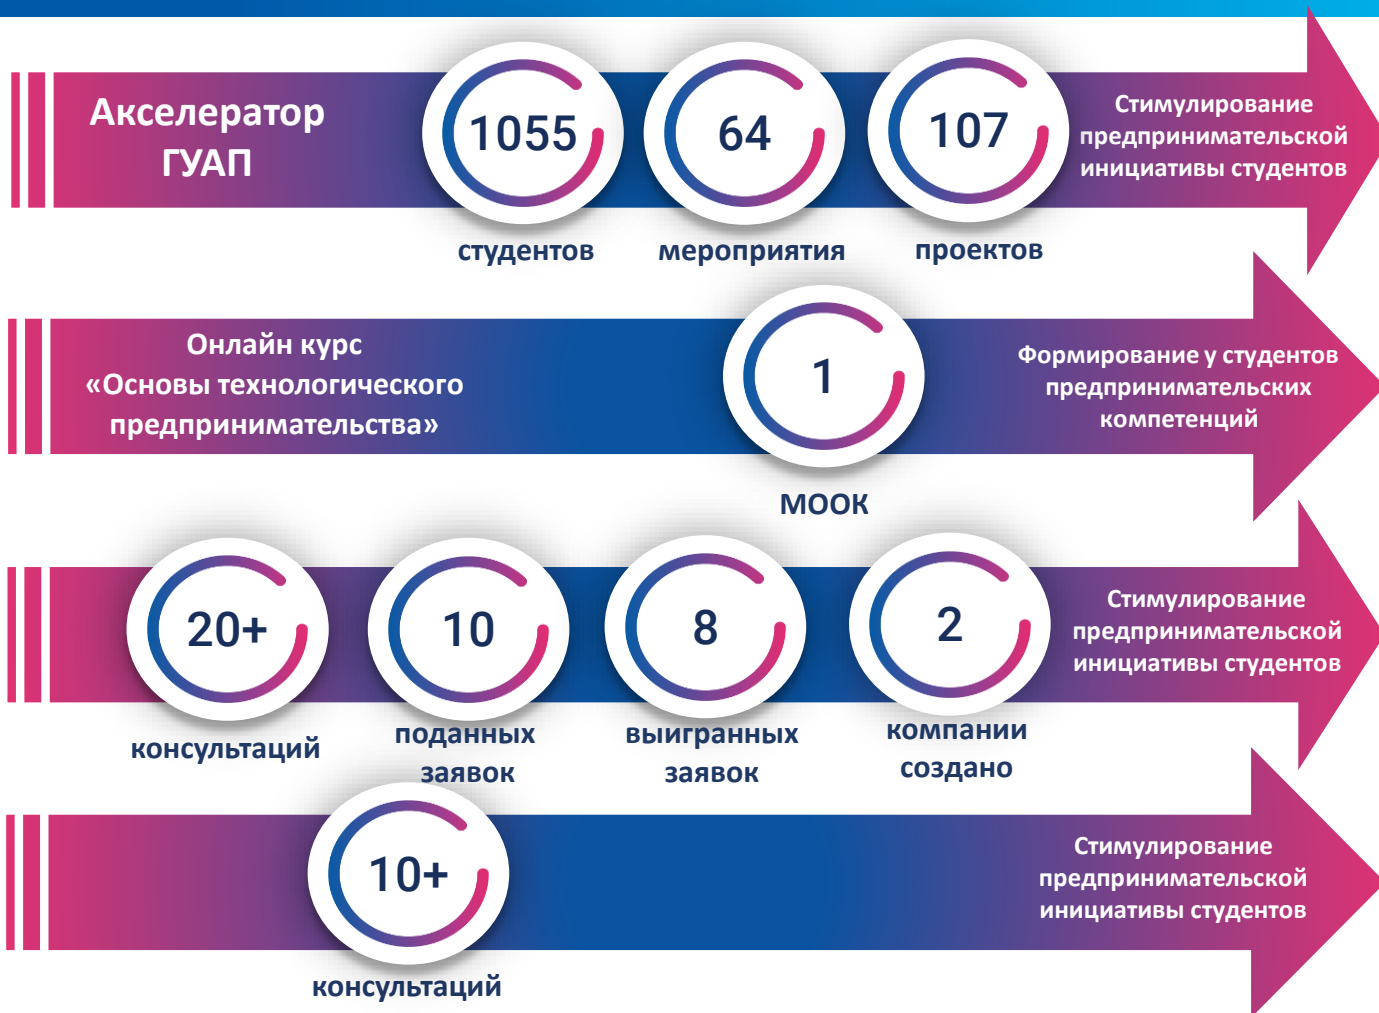 Акселератор
ГУАП
1055
64
107
Стимулирование
предпринимательской
инициативы студентов
студентов
мероприятия
проектов
Онлайн курс
«Основы технологического
предпринимательства»
1
Формирование у студентов
предпринимательских
компетенций
МООК
20+
10
8
2
Стимулирование
предпринимательской
инициативы студентов
консультаций
поданных
заявок
выигранных
заявок
компании
создано
10+
Стимулирование
предпринимательской
инициативы студентов
консультаций